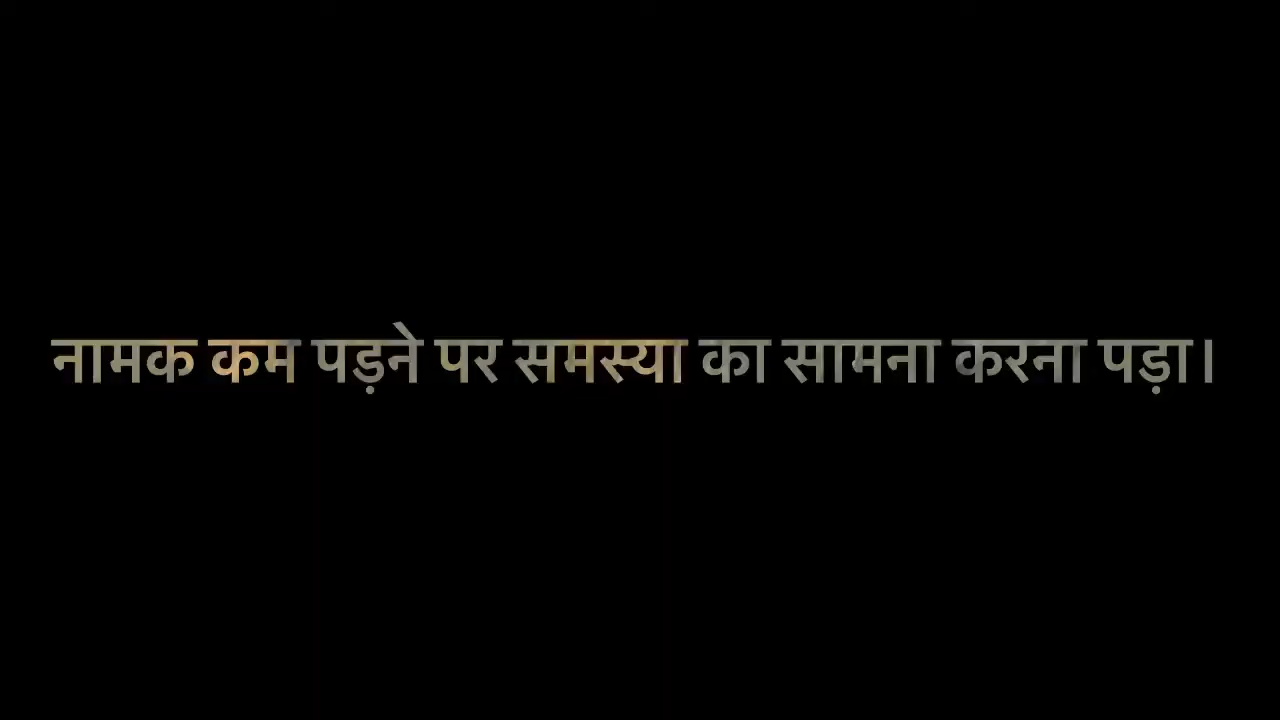 नामक कम पड़ने पर समस्या का सामना करना पड़ा।